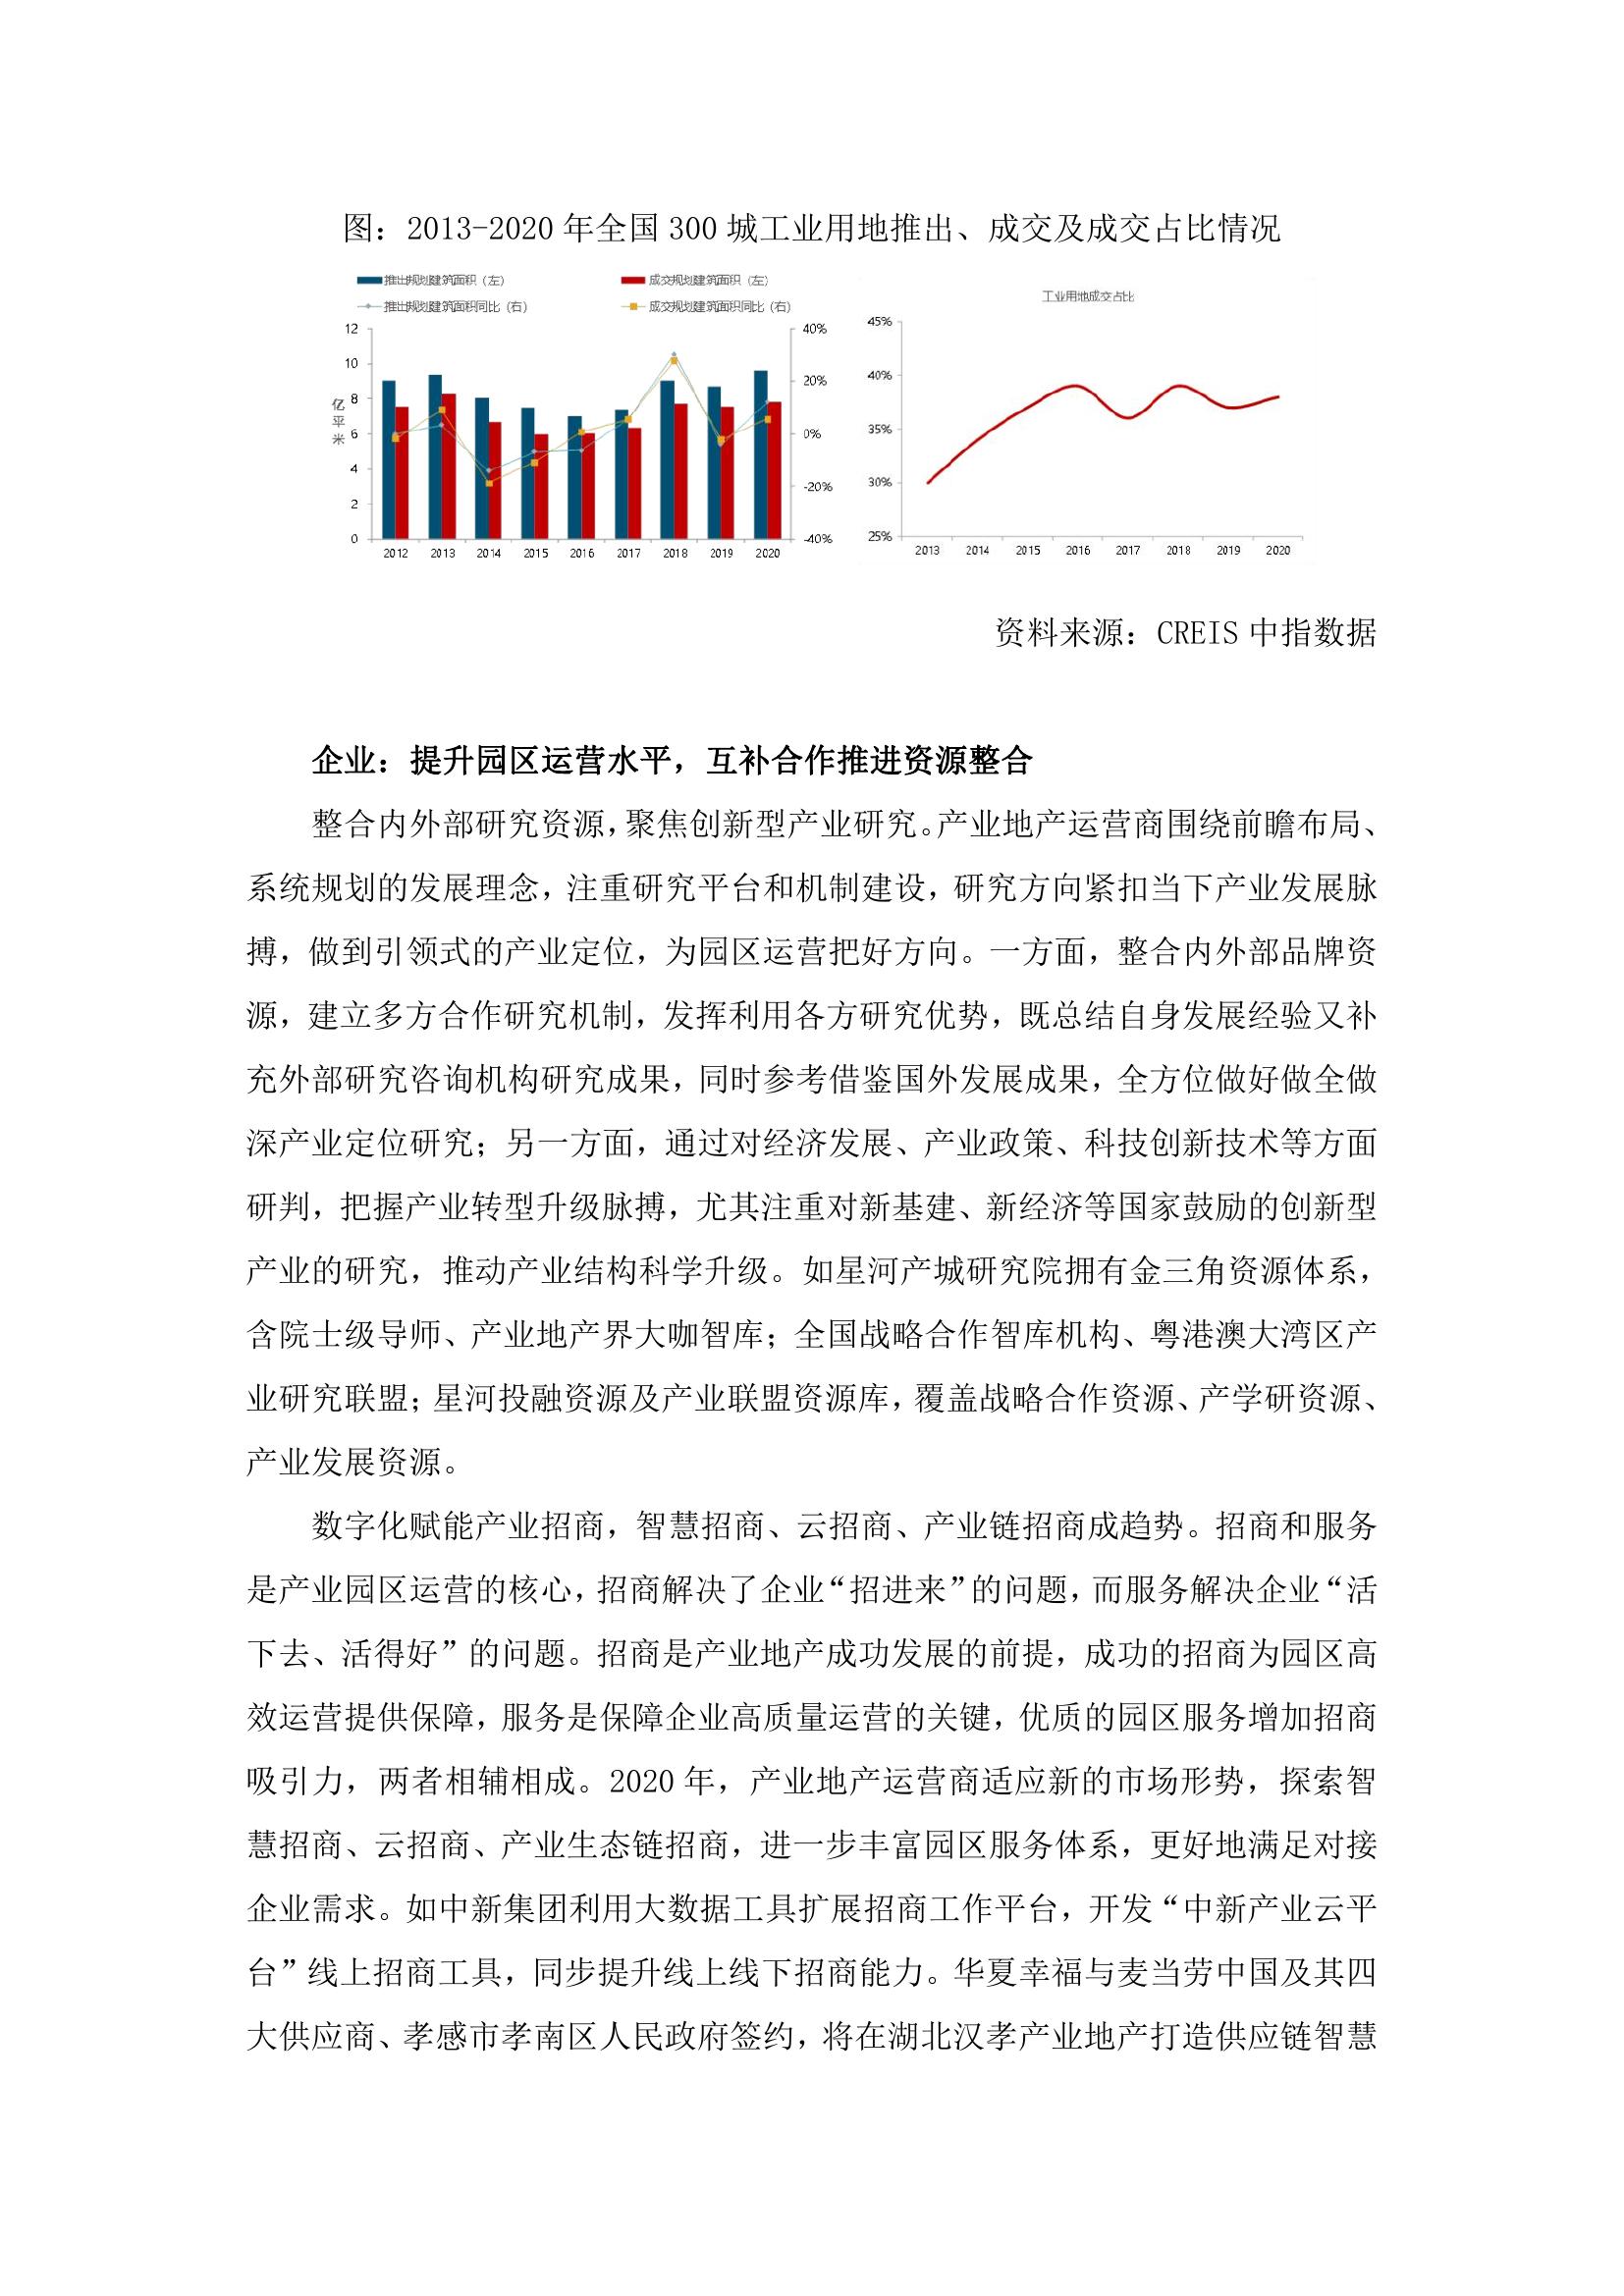 图：2013-2020 年全国 300 城工业用地推出、成交及成交占比情况
推出规划建筑面积（左）
成交规划建筑面积（左）
推出规划建筑面积同比（右）
成交规划建筑面积同比（右）
亿平米
12
10
8
6
4
2
0
40%
20%
0%
-20%
-40%
2012 2013 2014 2015 2016 2017 2018 2019 2020
工业用地成交占比
45%
40%
35%
30%
25%
2013 2014 2015 2016 2017 2018 2019 2020
资料来源：CREIS 中指数据
企业：提升园区运营水平，互补合作推进资源整合
整合内外部研究资源，聚焦创新型产业研究。产业地产运营商围绕前瞻布局、
系统规划的发展理念，注重研究平台和机制建设，研究方向紧扣当下产业发展脉
搏，做到引领式的产业定位，为园区运营把好方向。一方面，整合内外部品牌资
源，建立多方合作研究机制，发挥利用各方研究优势，既总结自身发展经验又补
充外部研究咨询机构研究成果，同时参考借鉴国外发展成果，全方位做好做全做
深产业定位研究；另一方面，通过对经济发展、产业政策、科技创新技术等方面
研判，把握产业转型升级脉搏，尤其注重对新基建、新经济等国家鼓励的创新型
产业的研究，推动产业结构科学升级。如星河产城研究院拥有金三角资源体系，
含院士级导师、产业地产界大咖智库；全国战略合作智库机构、粤港澳大湾区产
业研究联盟；星河投融资源及产业联盟资源库，覆盖战略合作资源、产学研资源、
产业发展资源。
数字化赋能产业招商，智慧招商、云招商、产业链招商成趋势。招商和服务
是产业园区运营的核心，招商解决了企业“招进来”的问题，而服务解决企业“活
下去、活得好”的问题。招商是产业地产成功发展的前提，成功的招商为园区高
效运营提供保障，服务是保障企业高质量运营的关键，优质的园区服务增加招商
吸引力，两者相辅相成。2020 年，产业地产运营商适应新的市场形势，探索智
慧招商、云招商、产业生态链招商，进一步丰富园区服务体系，更好地满足对接
企业需求。如中新集团利用大数据工具扩展招商工作平台，开发“中新产业云平
台”线上招商工具，同步提升线上线下招商能力。华夏幸福与麦当劳中国及其四
大供应商、孝感市孝南区人民政府签约，将在湖北汉孝产业地产打造供应链智慧